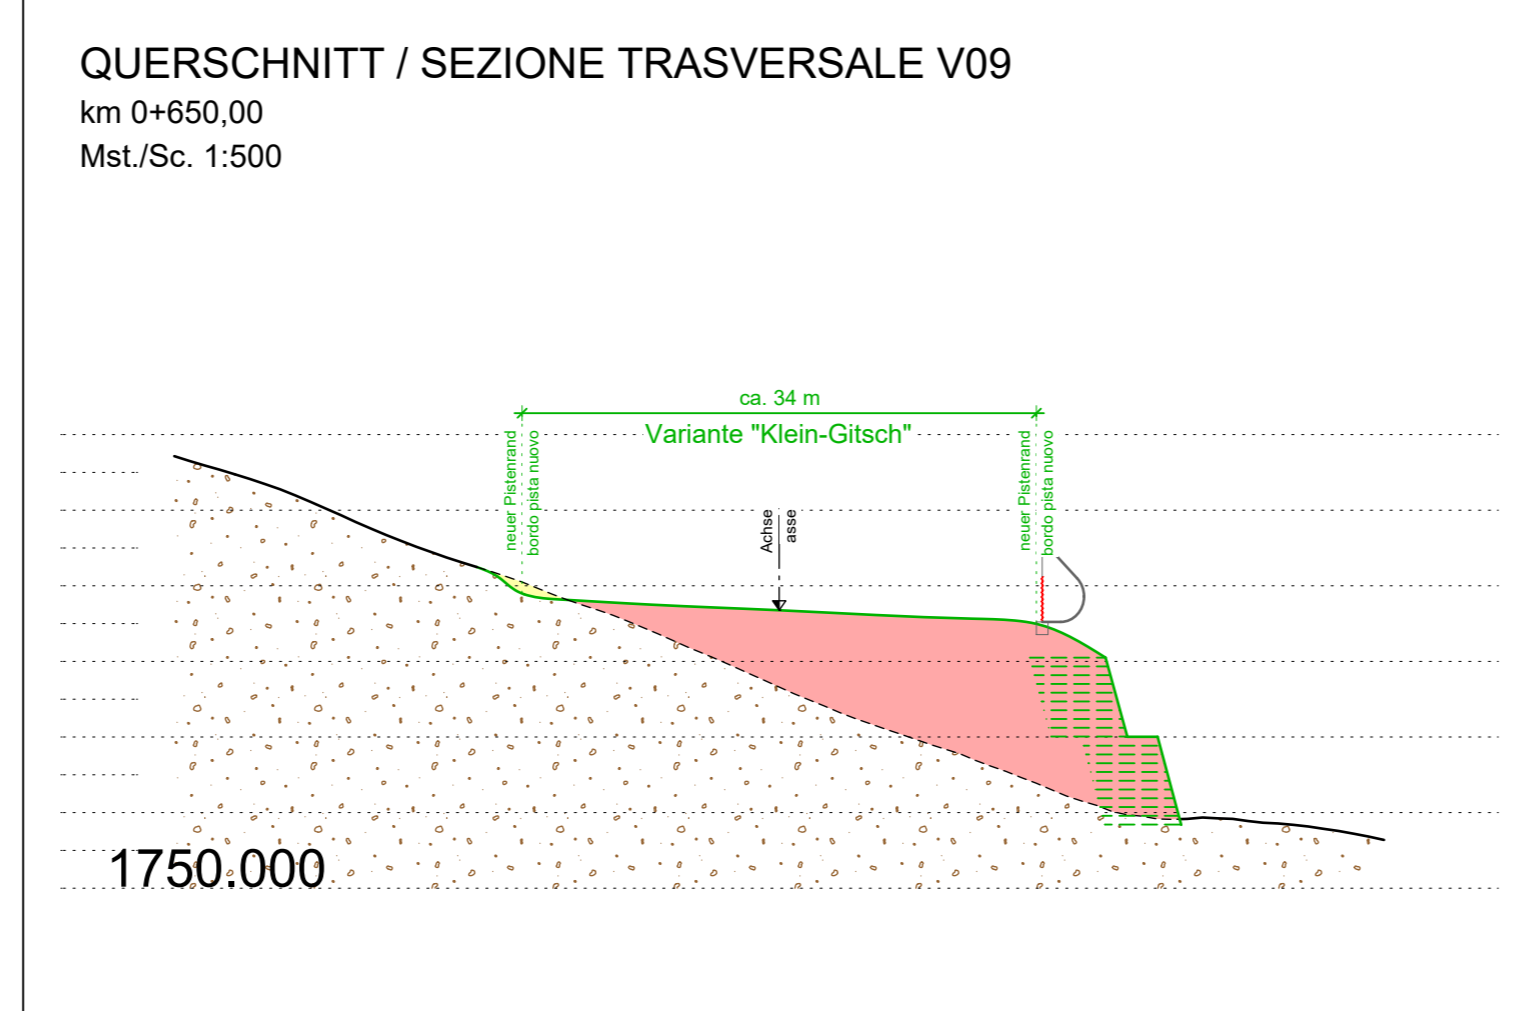 QUERSCHNITT / SEZIONE TRASVERSALE V09
km 0+650,00
Mst./Sc. 1:500
ca. 34 m
Variante "Klein-Gitsch"
neuer Pistenrand
bordo pista nuovo
Achse
asse
neuer Pistenrand
bordo pista nuovo
1750.000